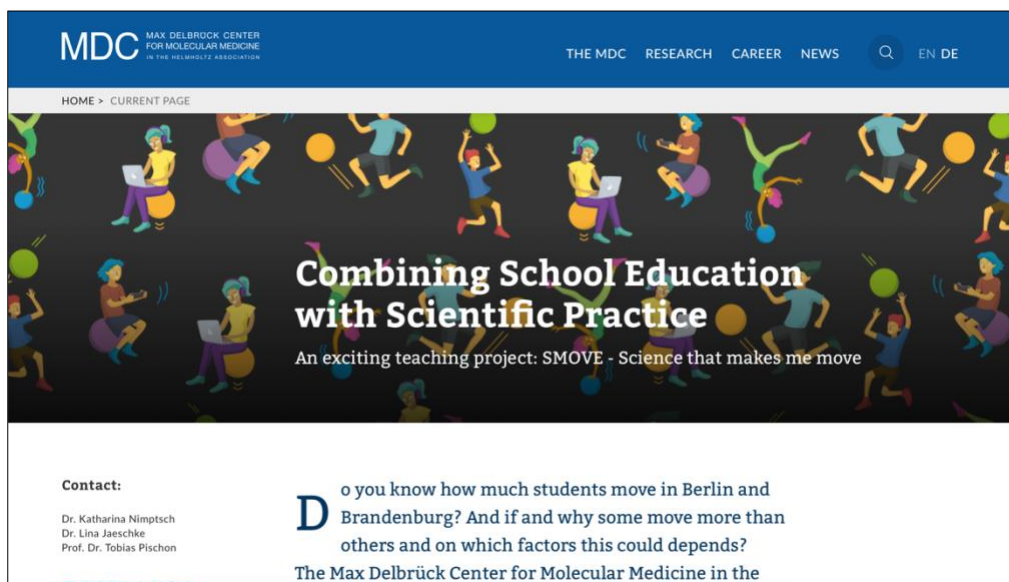 MDC
MAX DELBRÜCK CENTER
FOR MOLECULAR MEDICINE
IN THE HELMHOLTZ ASSOCIATION
THE MDC RESEARCH CAREER NEWS EN DE
HOME > CURRENT PAGE
Combining School Education
with Scientific Practice
An exciting teaching project: SMOVE - Science that makes me move
Contact:
Dr. Katharina Nimptsch
Dr. Lina Jaeschke
Prof. Dr. Tobias Pischon
Do you know how much students move in Berlin and
Brandenburg? And if and why some move more than
others and on which factors this could depends?
The Max Delbrück Center for Molecular Medicine in the